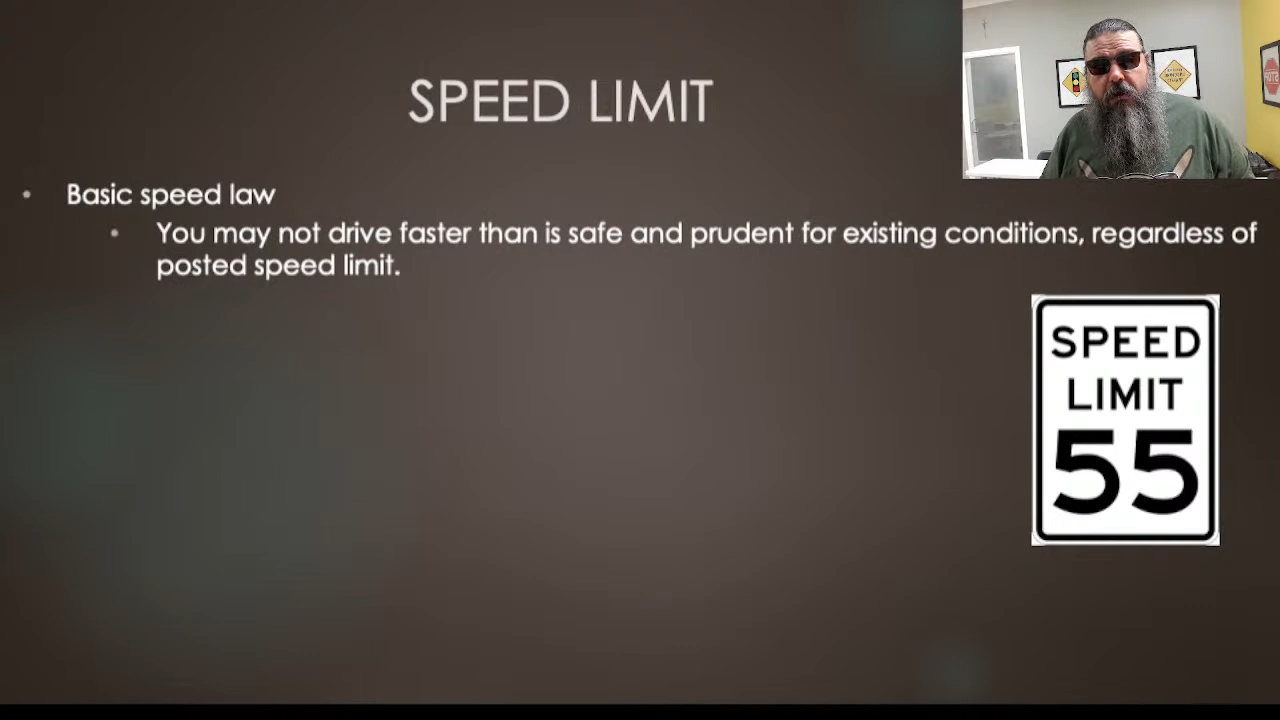 SPEED LIMIT
Basic speed law
You may not drive faster than is safe and prudent for existing conditions, regardless of
posted speed limit.
SPEED
LIMIT
55